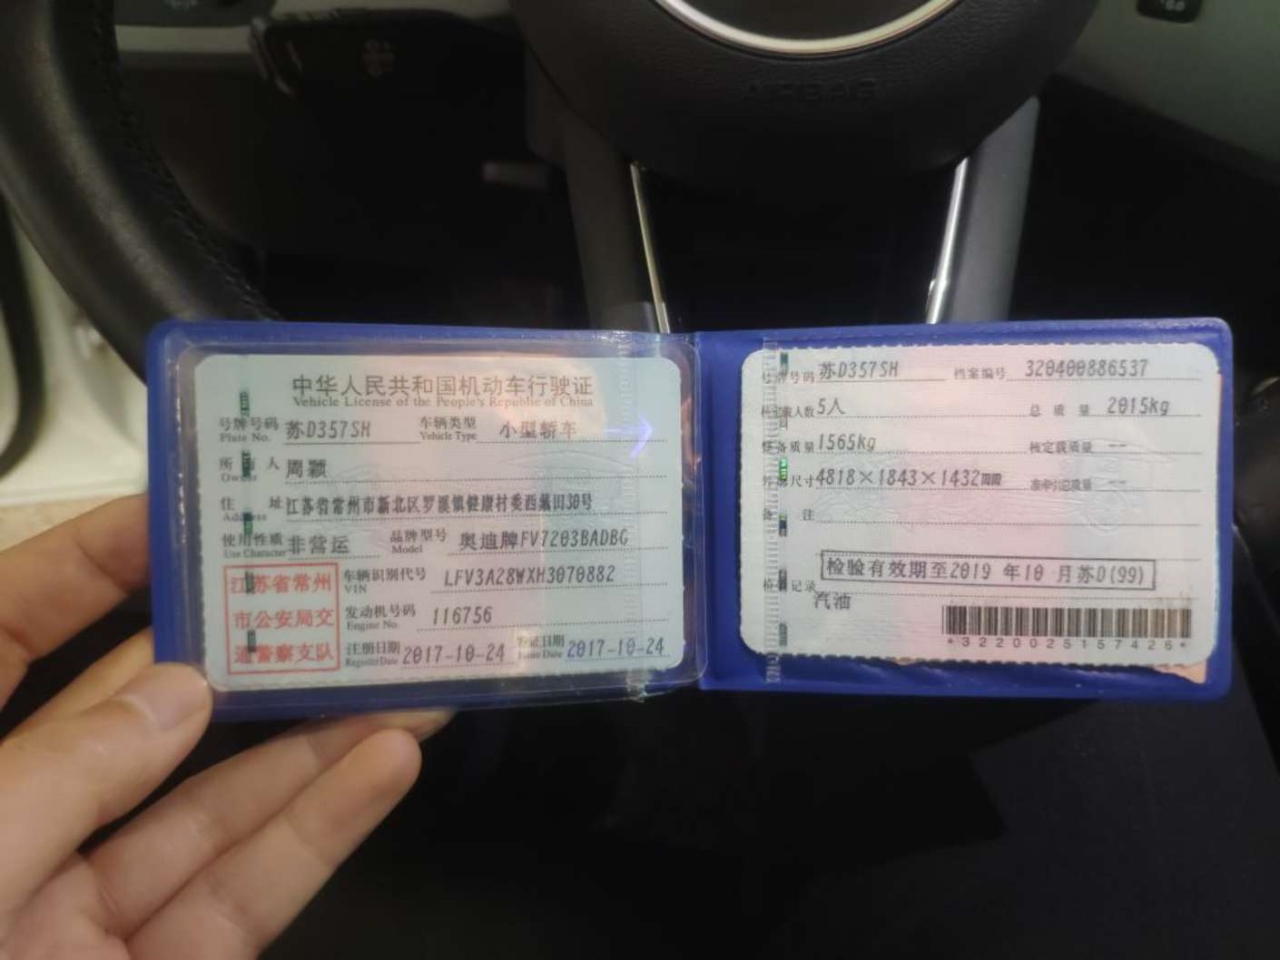 中华人民共和国机动车行驶证
Vehicle License of the People's Republic of China
号牌号码 苏D357SH 车辆类型 小型轿车
Plate No. Vehicle Type
所有人 周颖
Owner
住址 江苏省常州市新北区罗溪镇健康村委西戴田30号
Address
使用性质 非营运 品牌型号 奥迪牌FV7203BADBG
Use Character Model
江苏省常州
市公安局交
通警察支队
车辆识别代号 LFV3A28WXH3070882
VIN
发动机号码 116756
Engine No.
注册日期 2017-10-24 发证日期 2017-10-24
Register Date Issue Date
号牌号码 苏D357SH 档案编号 320400886537
核定载人数 5人 总质量 2015kg
整备质量 1565kg 核定载质量 --
外廓尺寸 4818×1843×1432 准牵引总质量 --
备注
检验有效期至2019 年10 月苏D(99)
检验记录
汽油
*3220025157426*
AIRBAG